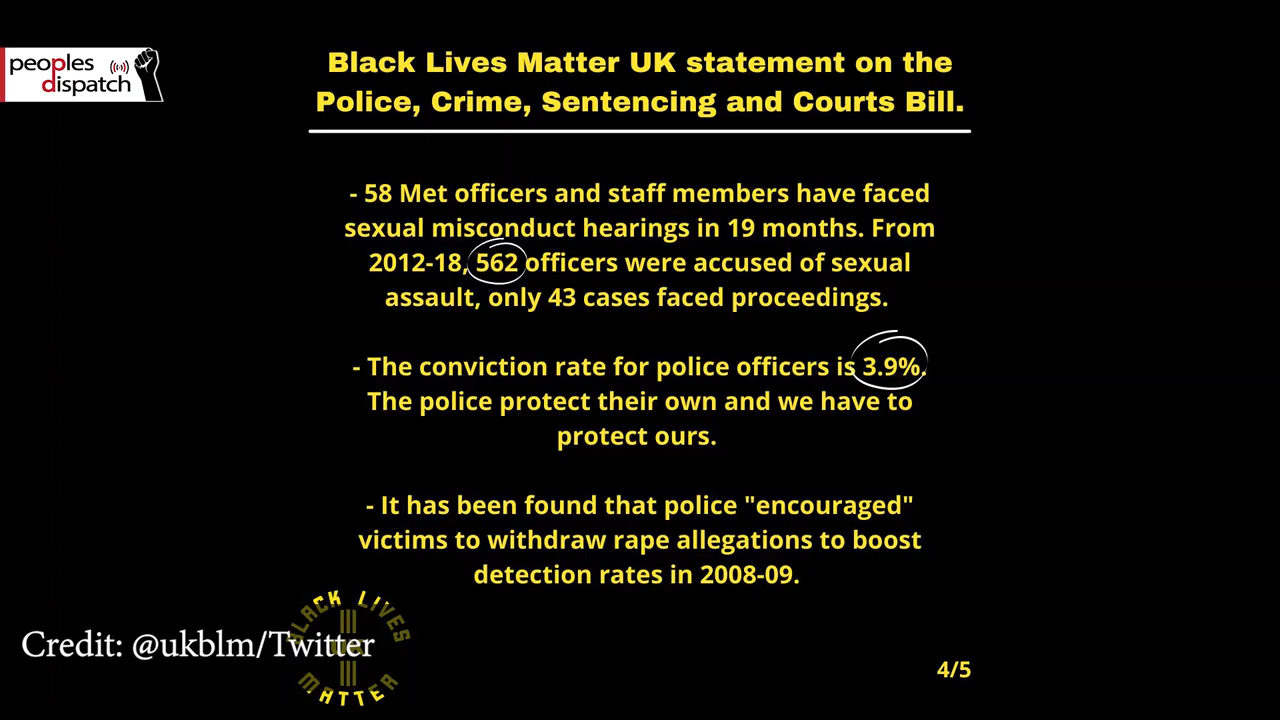 peoples
dispatch
Black Lives Matter UK statement on the
Police, Crime, Sentencing and Courts Bill.
- 58 Met officers and staff members have faced
sexual misconduct hearings in 19 months. From
2012-18, 562 officers were accused of sexual
assault, only 43 cases faced proceedings.
- The conviction rate for police officers is 3.9%.
The police protect their own and we have to
protect ours.
- It has been found that police "encouraged"
victims to withdraw rape allegations to boost
detection rates in 2008-09.
BLACK LIVES
MATTER
Credit: @ukblm/Twitter
4/5